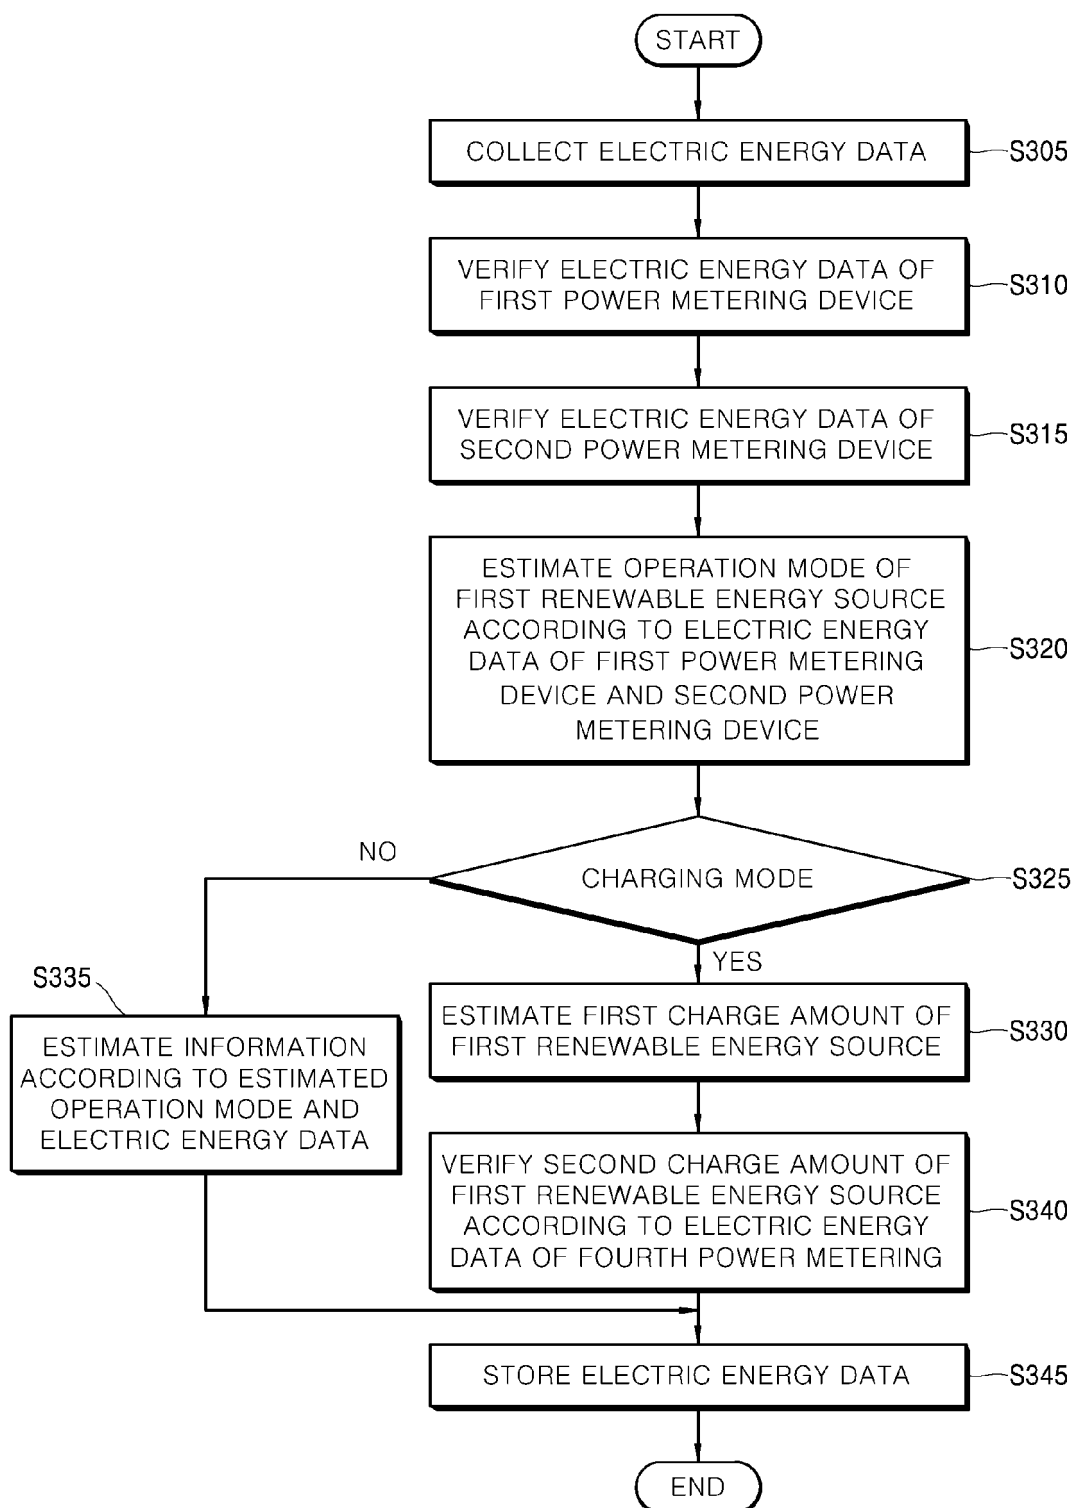 START
COLLECT ELECTRIC ENERGY DATA
S305
VERIFY ELECTRIC ENERGY DATA OF
FIRST POWER METERING DEVICE
S310
VERIFY ELECTRIC ENERGY DATA OF
SECOND POWER METERING DEVICE
S315
ESTIMATE OPERATION MODE OF
FIRST RENEWABLE ENERGY SOURCE
ACCORDING TO ELECTRIC ENERGY
DATA OF FIRST POWER METERING
DEVICE AND SECOND POWER
METERING DEVICE
S320
NO
CHARGING MODE
S325
YES
S335
ESTIMATE INFORMATION
ACCORDING TO ESTIMATED
OPERATION MODE AND
ELECTRIC ENERGY DATA
ESTIMATE FIRST CHARGE AMOUNT OF
FIRST RENEWABLE ENERGY SOURCE
S330
VERIFY SECOND CHARGE AMOUNT OF
FIRST RENEWABLE ENERGY SOURCE
ACCORDING TO ELECTRIC ENERGY
DATA OF FOURTH POWER METERING
S340
STORE ELECTRIC ENERGY DATA
S345
END